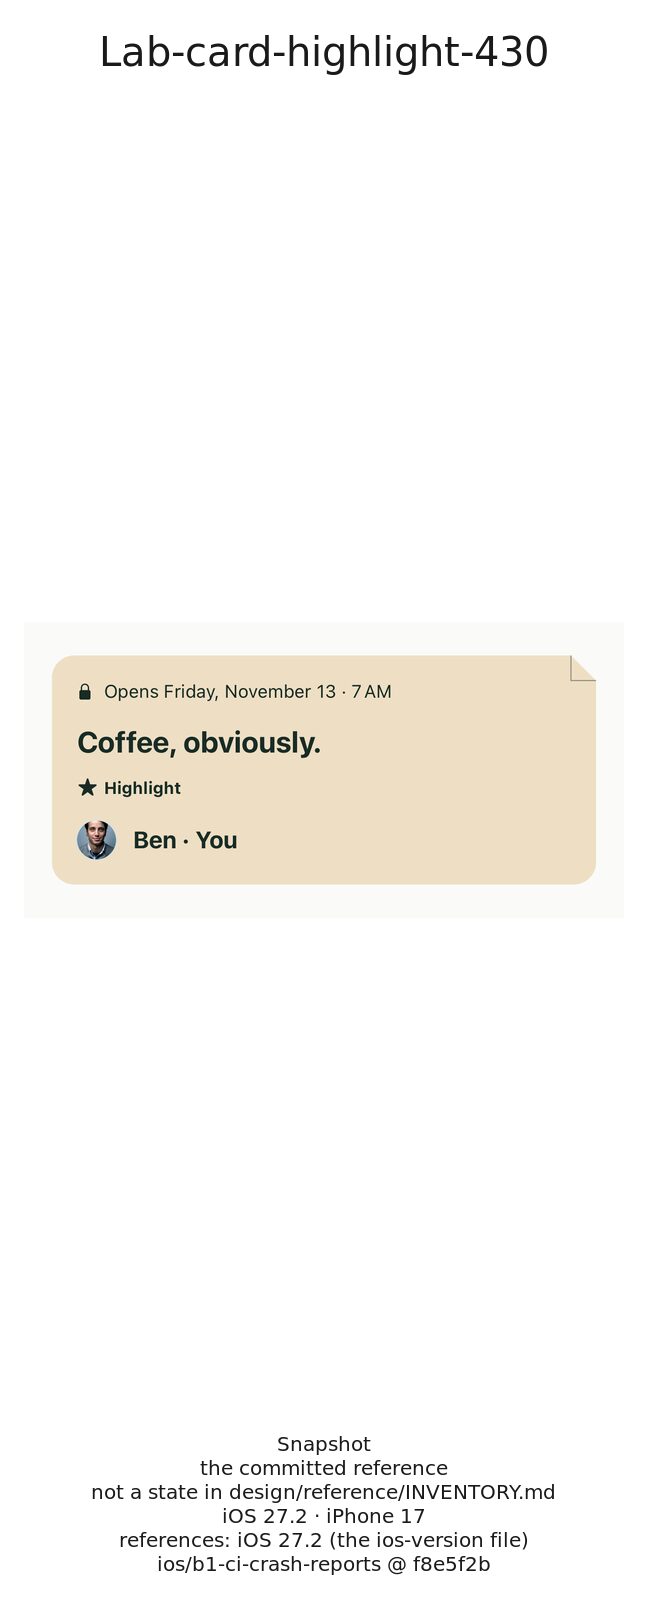 Lab-card-highlight-430
Opens Friday, November 13 · 7 AM
Coffee, obviously.
Highlight
Ben · You
Snapshot
the committed reference
not a state in design/reference/INVENTORY.md
iOS 27.2 · iPhone 17
references: iOS 27.2 (the ios-version file)
ios/b1-ci-crash-reports @ f8e5f2b